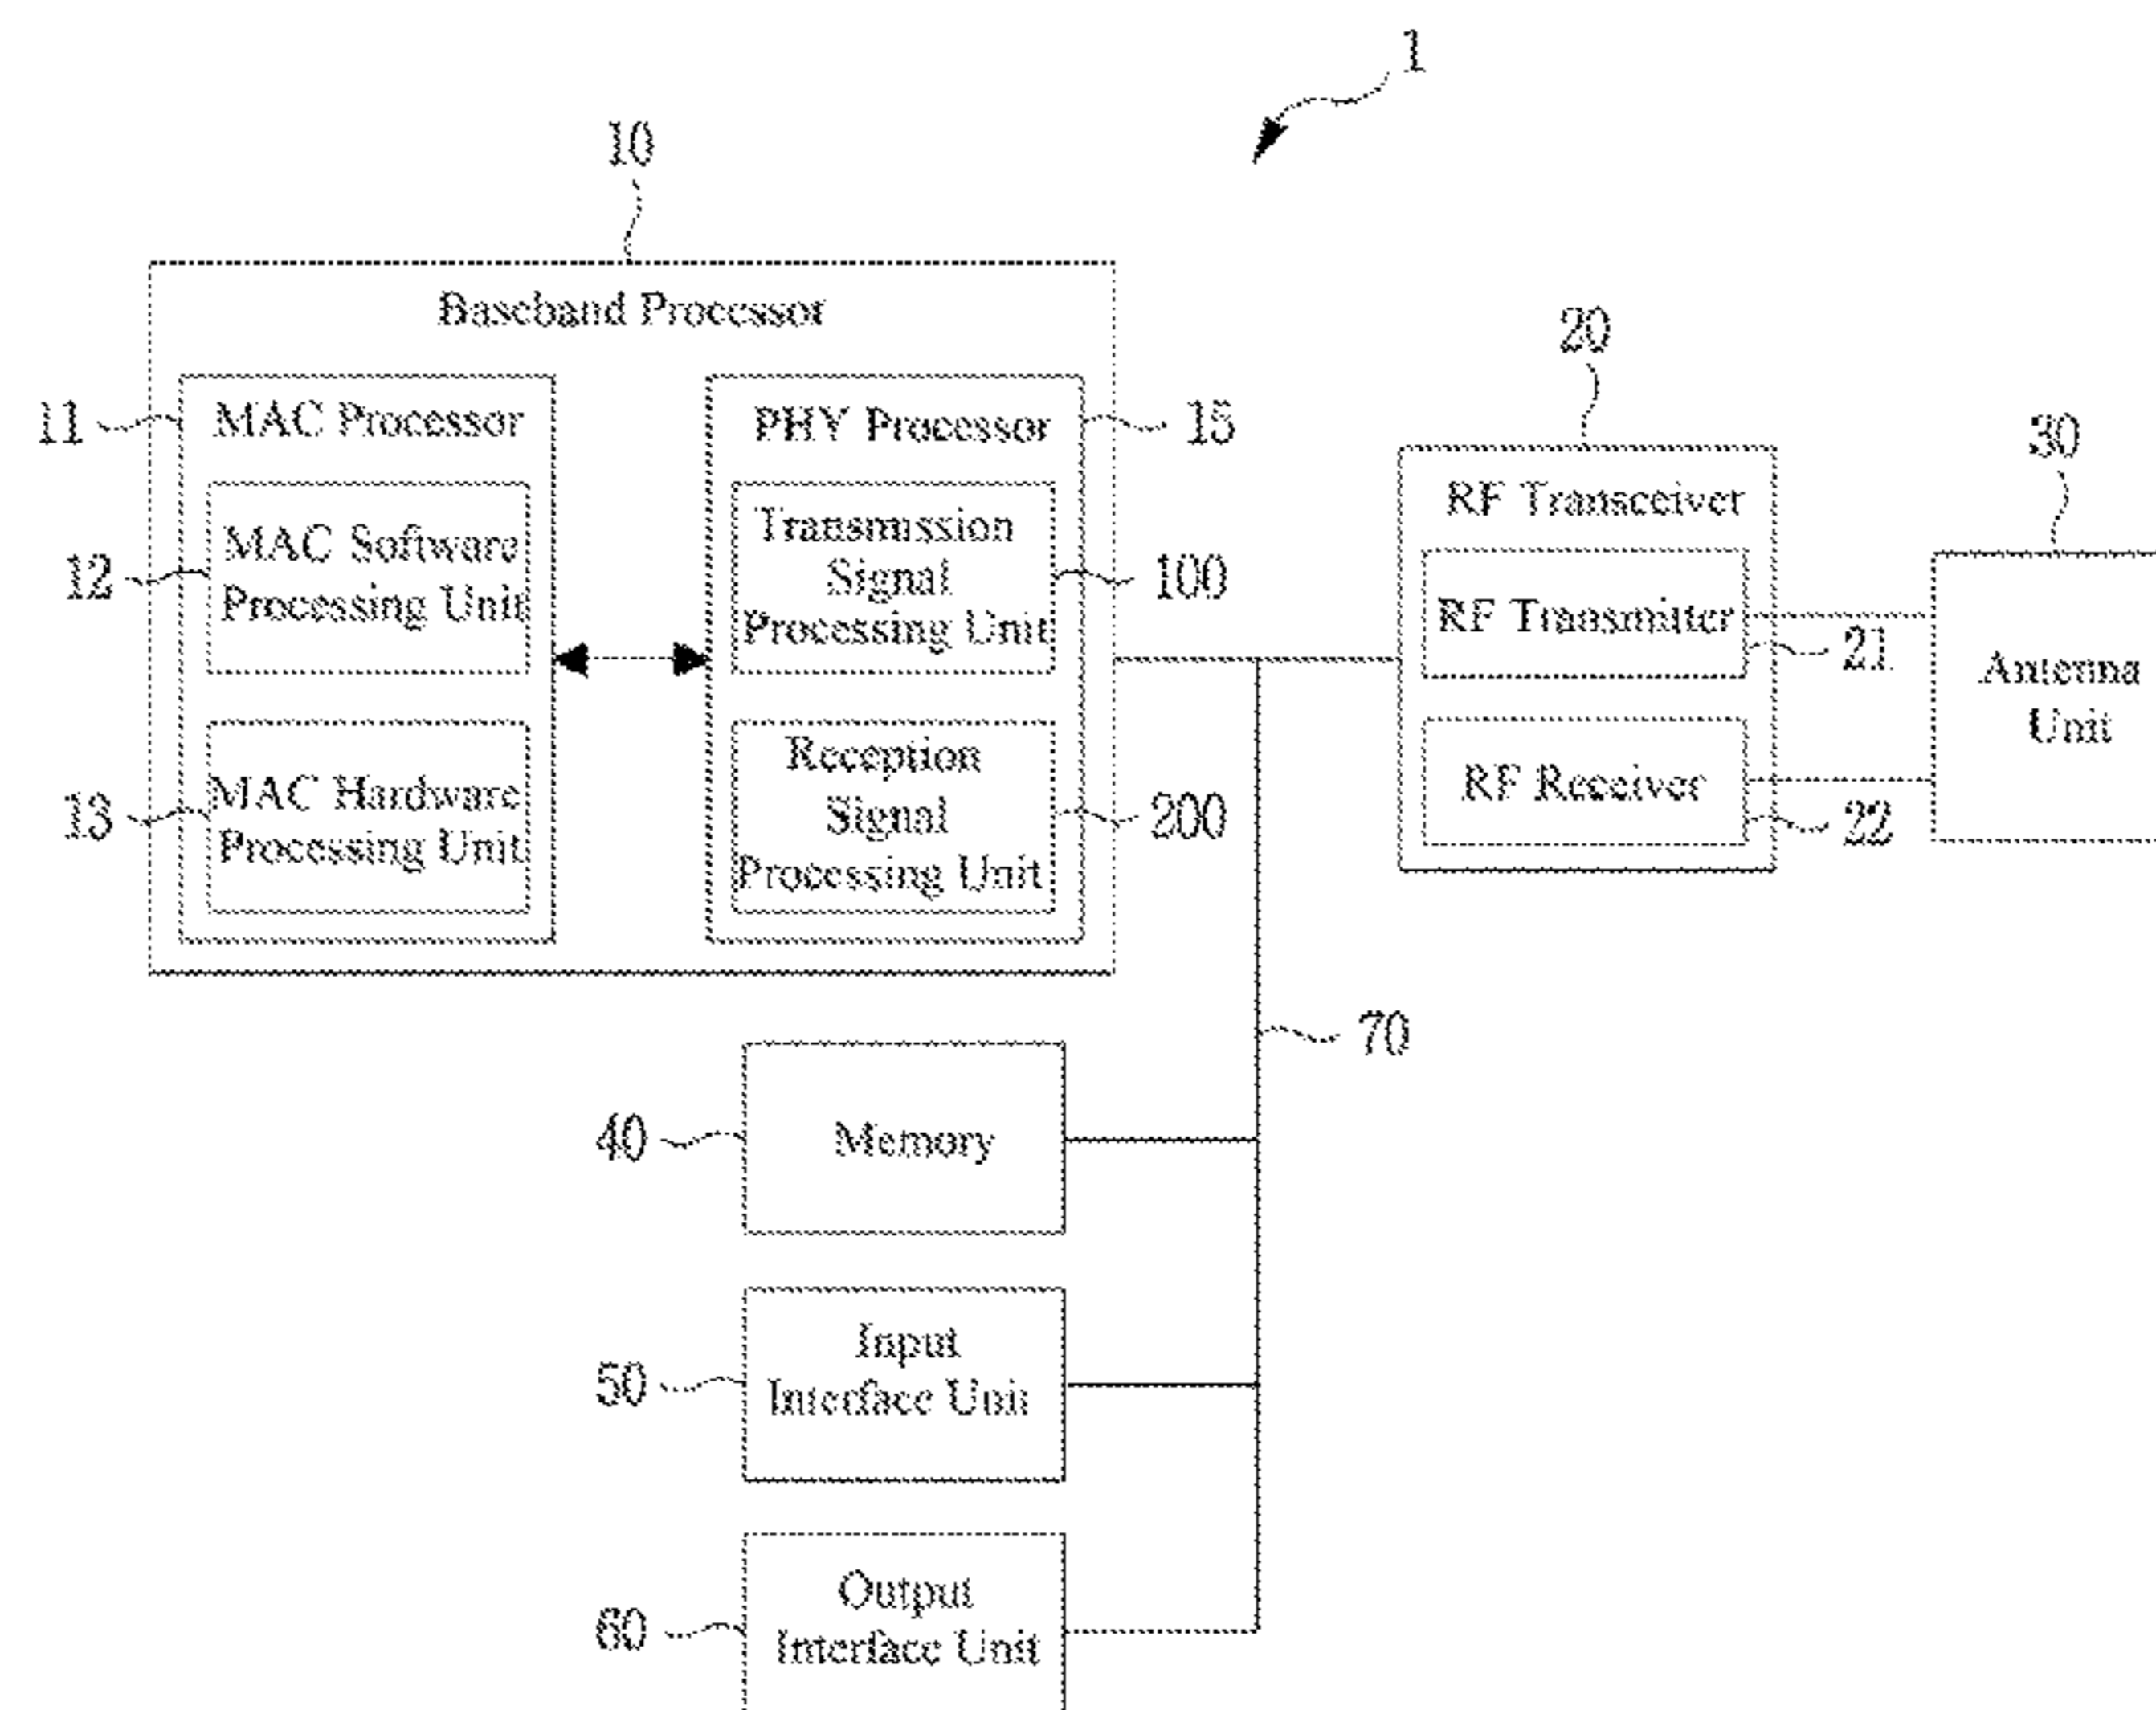 1
10
Baseband Processor
20
11
MAC Processor
PHY Processor
15
30
RF Transceiver
12
MAC Software
Processing Unit
Transmission
Signal
Processing Unit
100
RF Transmitter
21
Antenna
Unit
13
MAC Hardware
Processing Unit
Reception
Signal
Processing Unit
200
RF Receiver
22
70
40
Memory
50
Input
Interface Unit
60
Output
Interface Unit